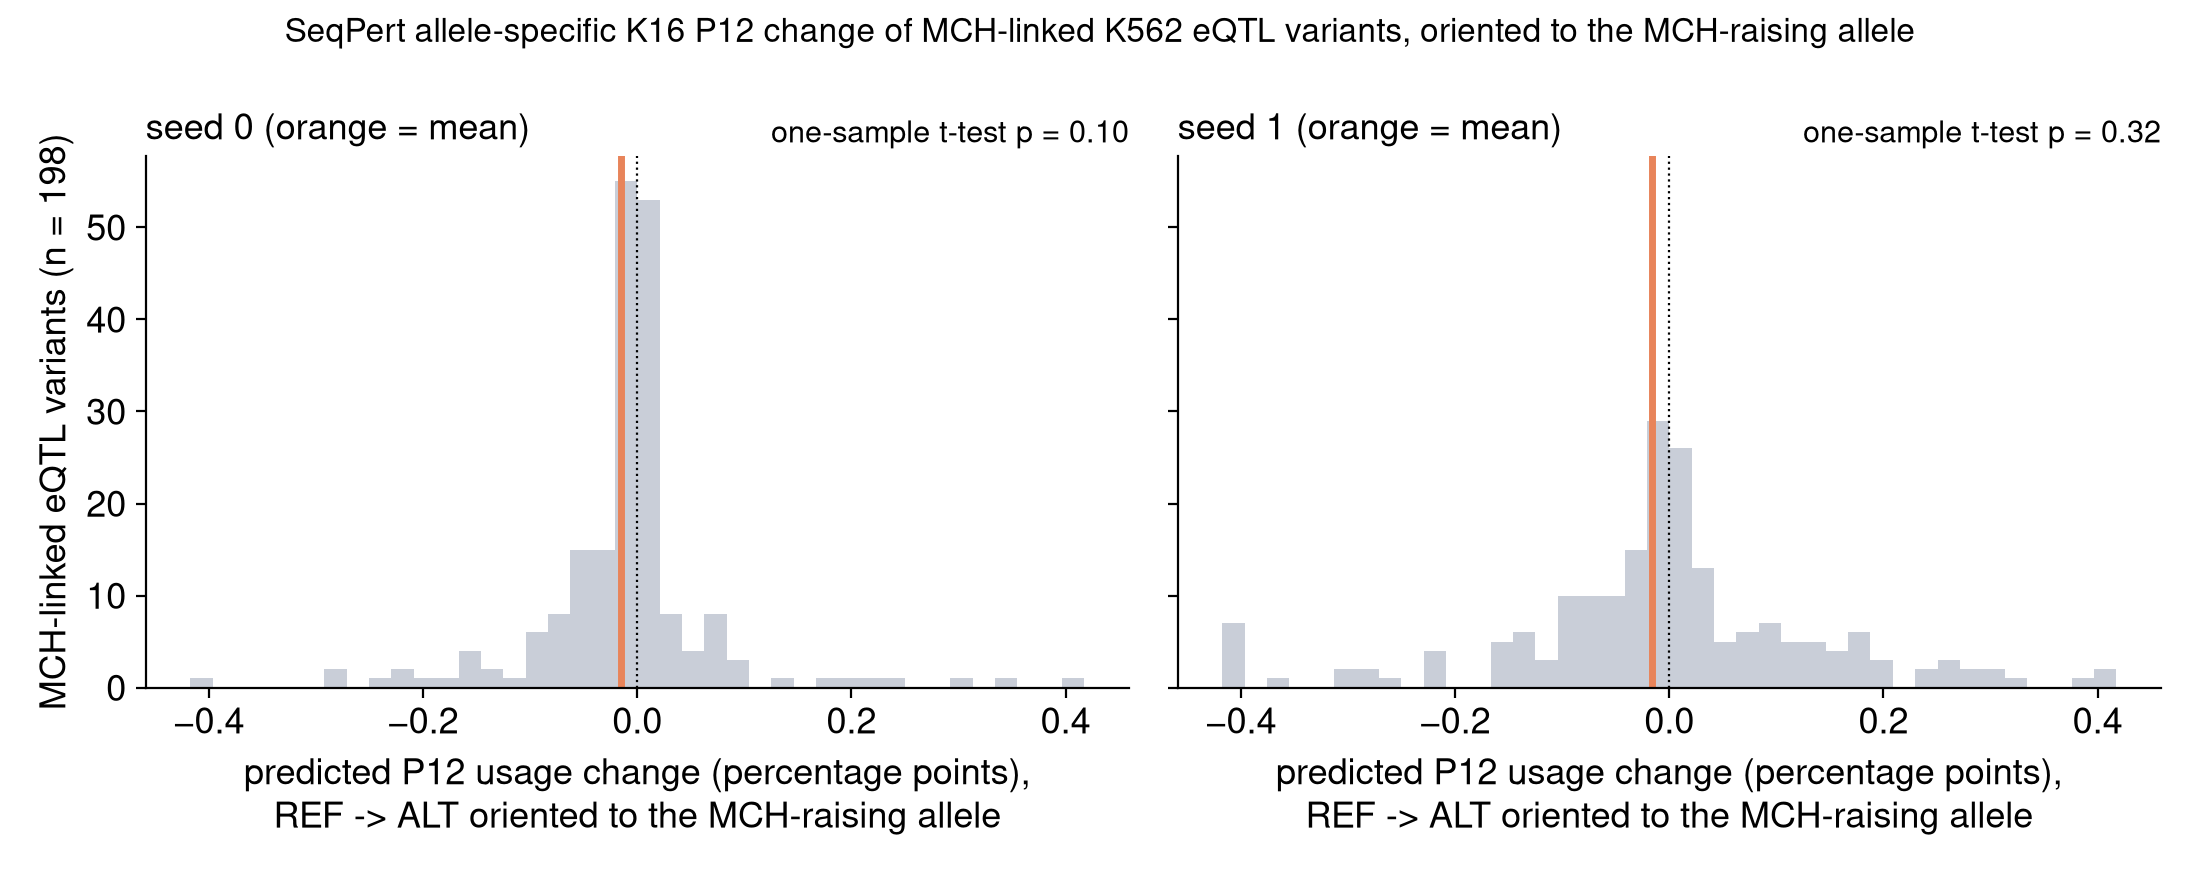 SeqPert allele-specific K16 P12 change of MCH-linked K562 eQTL variants, oriented to the MCH-raising allele
seed 0 (orange = mean)
one-sample t-test p = 0.10
MCH-linked eQTL variants (n = 198)
50
40
30
20
10
0
−0.4
−0.2
0.0
0.2
0.4
predicted P12 usage change (percentage points),
REF -> ALT oriented to the MCH-raising allele
seed 1 (orange = mean)
one-sample t-test p = 0.32
−0.4
−0.2
0.0
0.2
0.4
predicted P12 usage change (percentage points),
REF -> ALT oriented to the MCH-raising allele